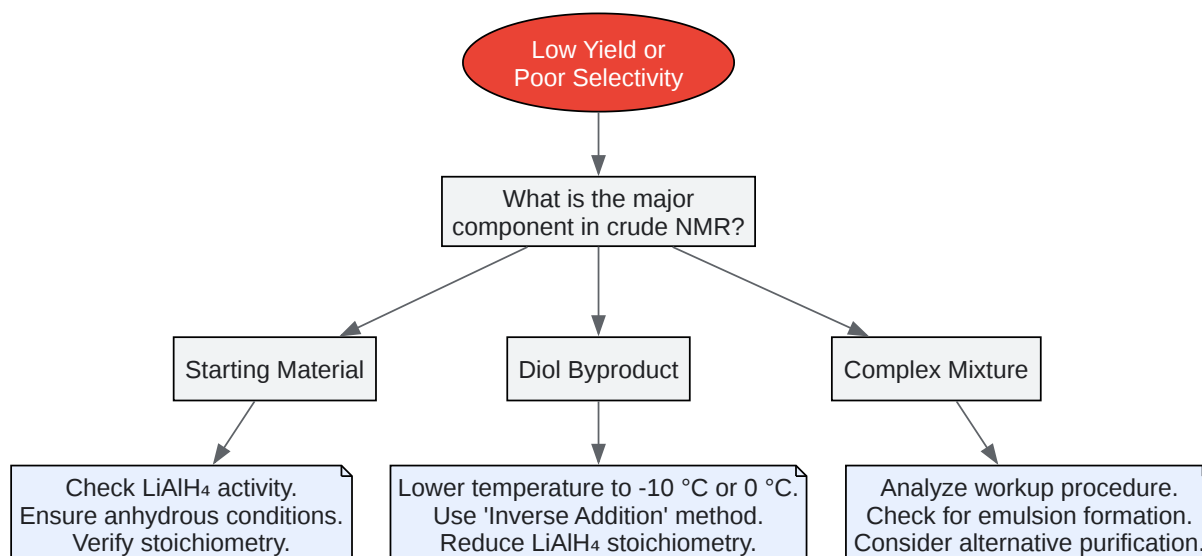 Low Yield or
Poor Selectivity
What is the major
component in crude NMR?
Starting Material
Diol Byproduct
Complex Mixture
Check LiAlH₄ activity.
Ensure anhydrous conditions.
Verify stoichiometry.
Lower temperature to -10 °C or 0 °C.
Use 'Inverse Addition' method.
Reduce LiAlH₄ stoichiometry.
Analyze workup procedure.
Check for emulsion formation.
Consider alternative purification.